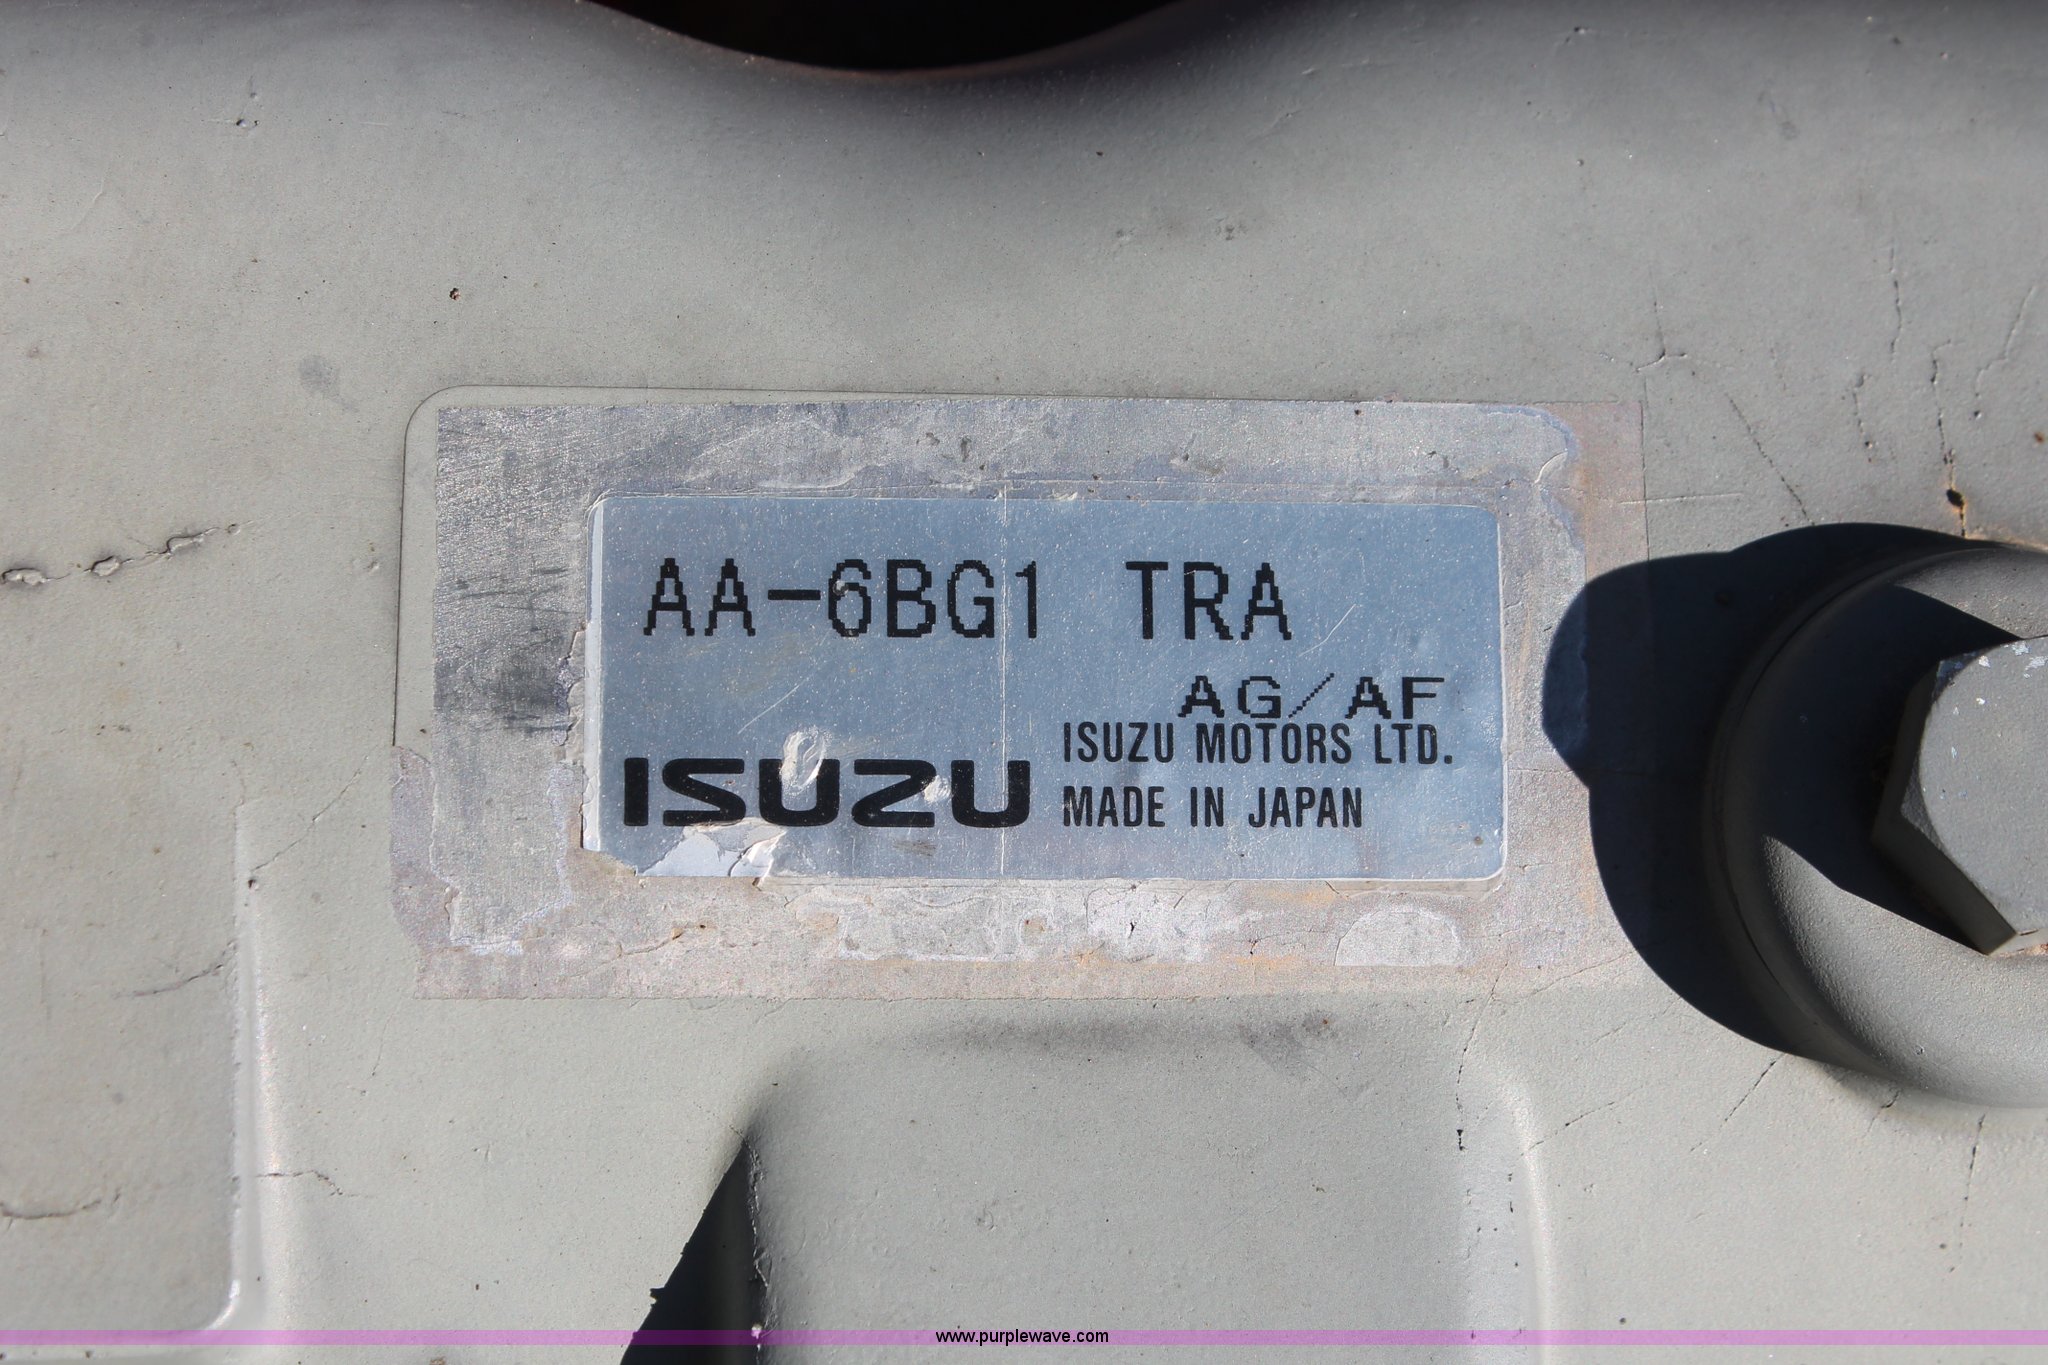 AA-6BG1 TRA
AG/AF
ISUZU MOTORS LTD.
ISUZU MADE IN JAPAN
www.purplewave.com